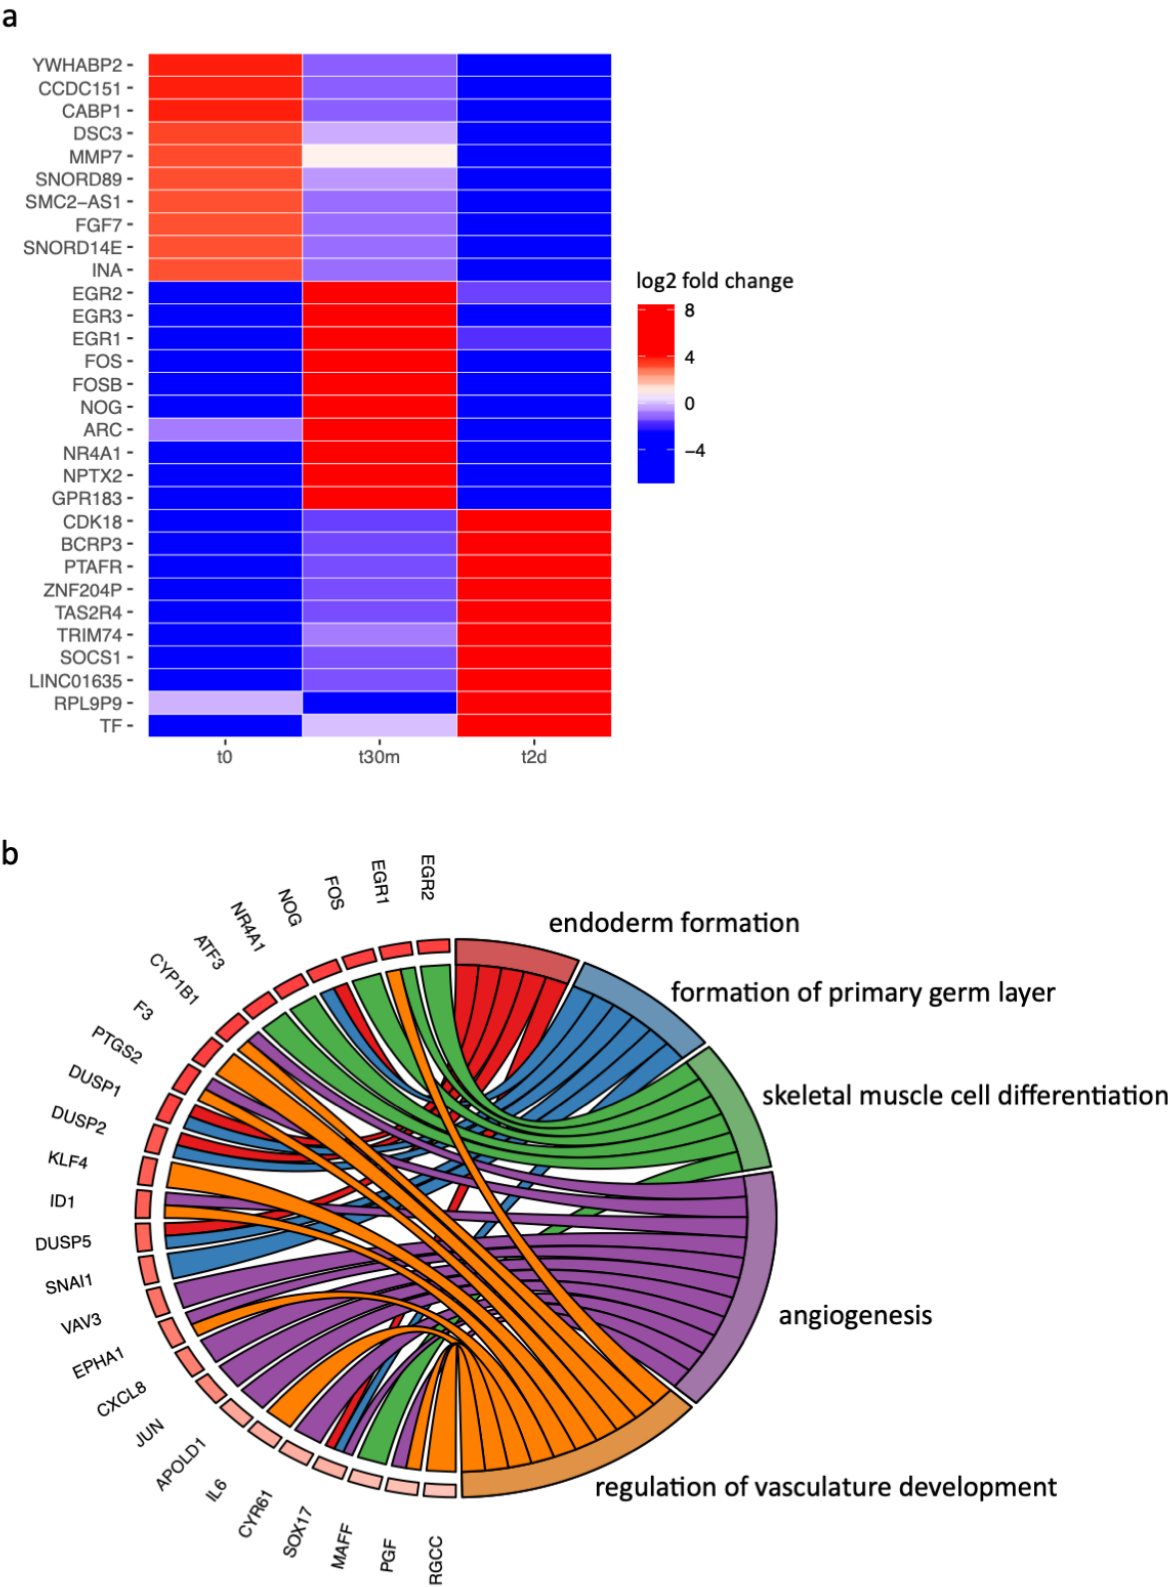 a
YWHABP2
CCDC151
CABP1
DSC3
MMP7
SNORD89
SMC2−AS1
FGF7
SNORD14E
INA
EGR2
EGR3
EGR1
FOS
FOSB
NOG
ARC
NR4A1
NPTX2
GPR183
CDK18
BCRP3
PTAFR
ZNF204P
TAS2R4
TRIM74
SOCS1
LINC01635
RPL9P9
TF
t0 t30m t2d
log2 fold change
8
4
0
−4
b
EGR2
EGR1
FOS
NOG
NR4A1
ATF3
CYP1B1
F3
PTGS2
DUSP1
DUSP2
KLF4
ID1
DUSP5
SNAI1
VAV3
EPHA1
CXCL8
JUN
APOLD1
IL6
CYR61
SOX17
MAFF
PGF
RGCC
endoderm formation
formation of primary germ layer
skeletal muscle cell differentiation
angiogenesis
regulation of vasculature development